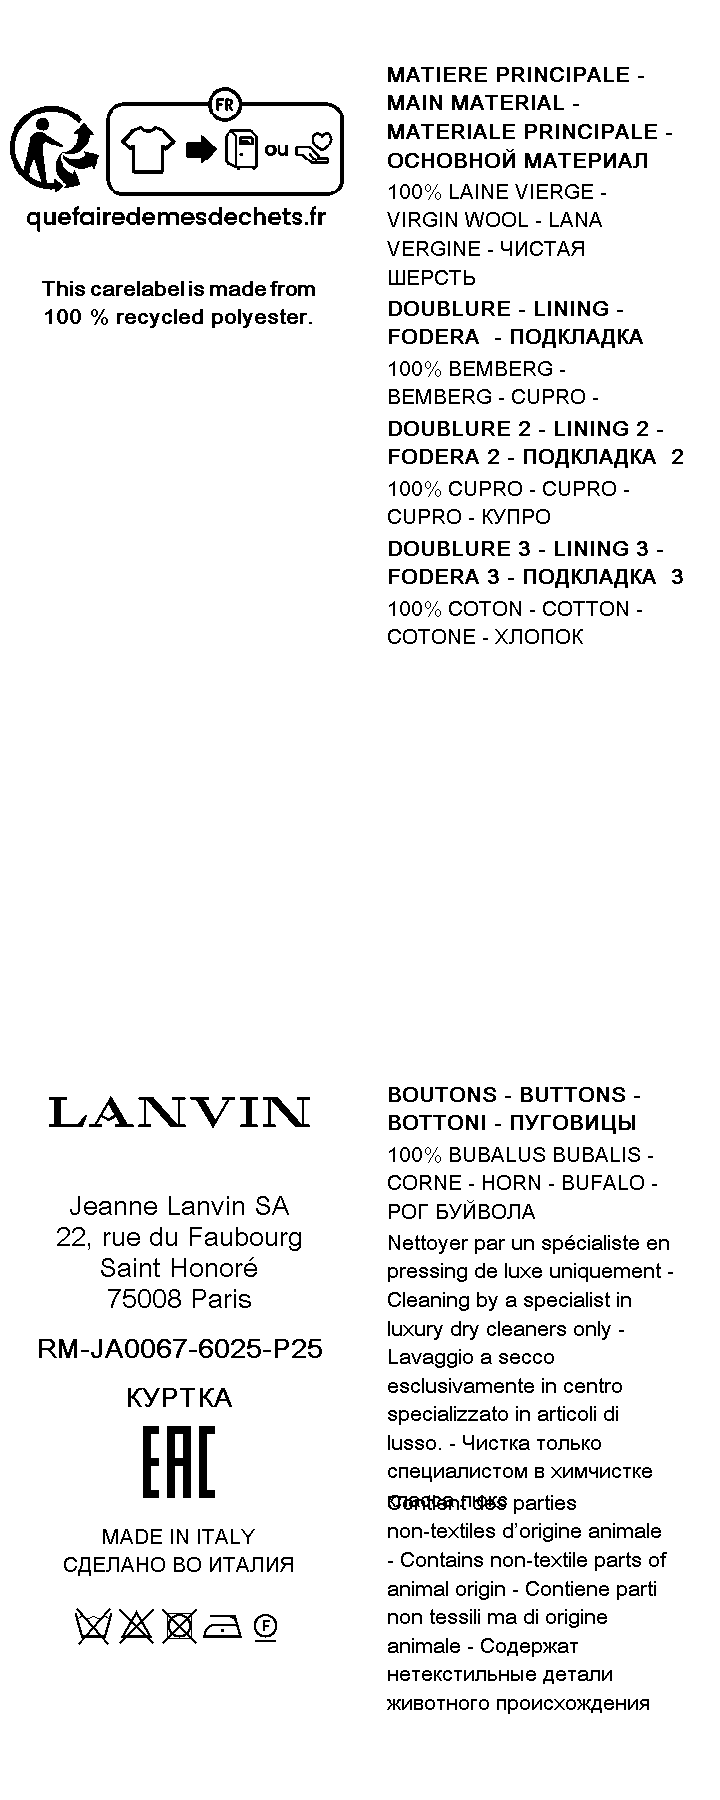 FR
ou
quefairedemesdechets.fr
This carelabel is made from
100 % recycled polyester.
MATIERE PRINCIPALE -
MAIN MATERIAL -
MATERIALE PRINCIPALE -
ОСНОВНОЙ МАТЕРИАЛ
100% LAINE VIERGE -
VIRGIN WOOL - LANA
VERGINE - ЧИСТАЯ
ШЕРСТЬ
DOUBLURE - LINING -
FODERA - ПОДКЛАДКА
100% BEMBERG -
BEMBERG - CUPRO -
DOUBLURE 2 - LINING 2 -
FODERA 2 - ПОДКЛАДКА 2
100% CUPRO - CUPRO -
CUPRO - КУПРО
DOUBLURE 3 - LINING 3 -
FODERA 3 - ПОДКЛАДКА 3
100% COTON - COTTON -
COTONE - ХЛОПОК
LANVIN
Jeanne Lanvin SA
22, rue du Faubourg
Saint Honoré
75008 Paris
RM-JA0067-6025-P25
КУРТКА
EAC
MADE IN ITALY
СДЕЛАНО ВО ИТАЛИЯ
F
BOUTONS - BUTTONS -
BOTTONI - ПУГОВИЦЫ
100% BUBALUS BUBALIS -
CORNE - HORN - BUFALO -
РОГ БУЙВОЛА
Nettoyer par un spécialiste en
pressing de luxe uniquement -
Cleaning by a specialist in
luxury dry cleaners only -
Lavaggio a secco
esclusivamente in centro
specializzato in articoli di
lusso. - Чистка только
специалистом в химчистке
класса люкс
Contient des parties
non-textiles d’origine animale
- Contains non-textile parts of
animal origin - Contiene parti
non tessili ma di origine
animale - Содержат
нетекстильные детали
животного происхождения